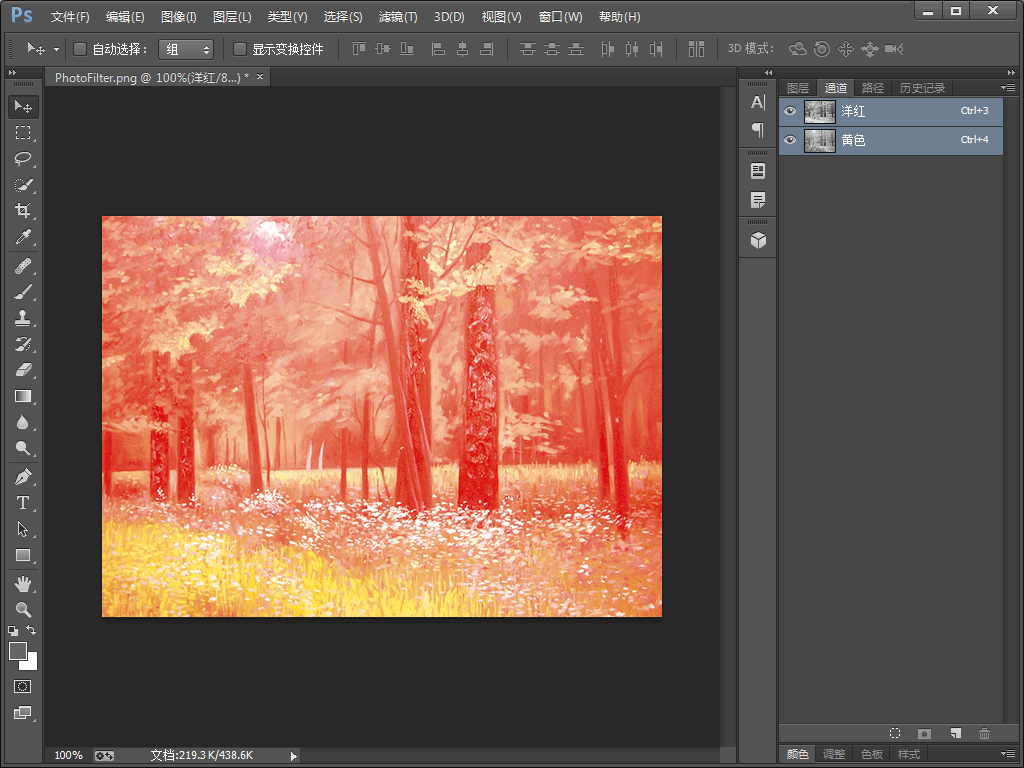 Ps 文件(F) 编辑(E) 图像(I) 图层(L) 类型(Y) 选择(S) 滤镜(T) 3D(D) 视图(V) 窗口(W) 帮助(H)
自动选择： 组 显示变换控件 3D 模式：
PhotoFilter.png @ 100%(洋红/8...) * ×
图层 通道 路径 历史记录
洋红 Ctrl+3
黄色 Ctrl+4
100% 文档:219.3 K/438.6K
颜色 调整 色板 样式